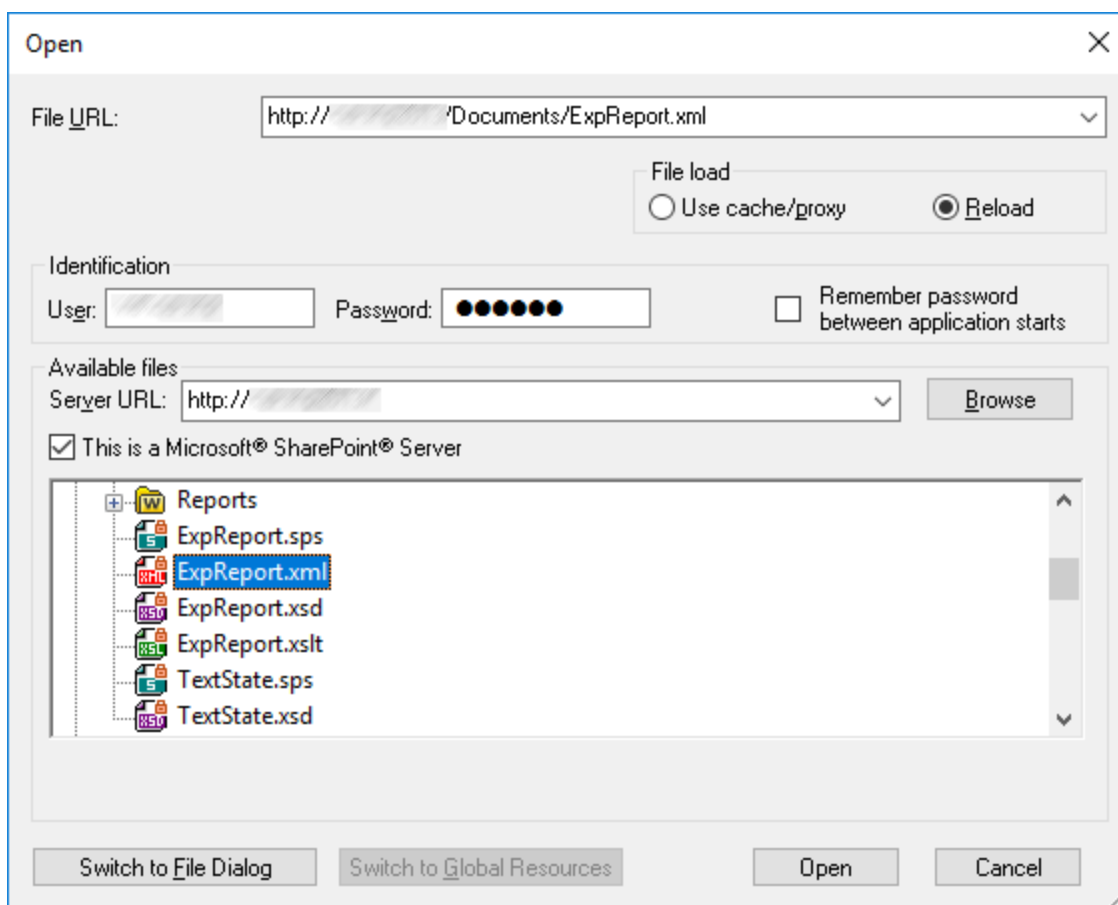 Open
File URL: http:// /Documents/ExpReport.xml
File load
Use cache/proxy Reload
Identification
User: Password: ●●●●●● Remember password
between application starts
Available files
Server URL: http:// Browse
This is a Microsoft® SharePoint® Server
Reports
ExpReport.sps
ExpReport.xml
ExpReport.xsd
ExpReport.xslt
TextState.sps
TextState.xsd
Switch to File Dialog Switch to Global Resources Open Cancel